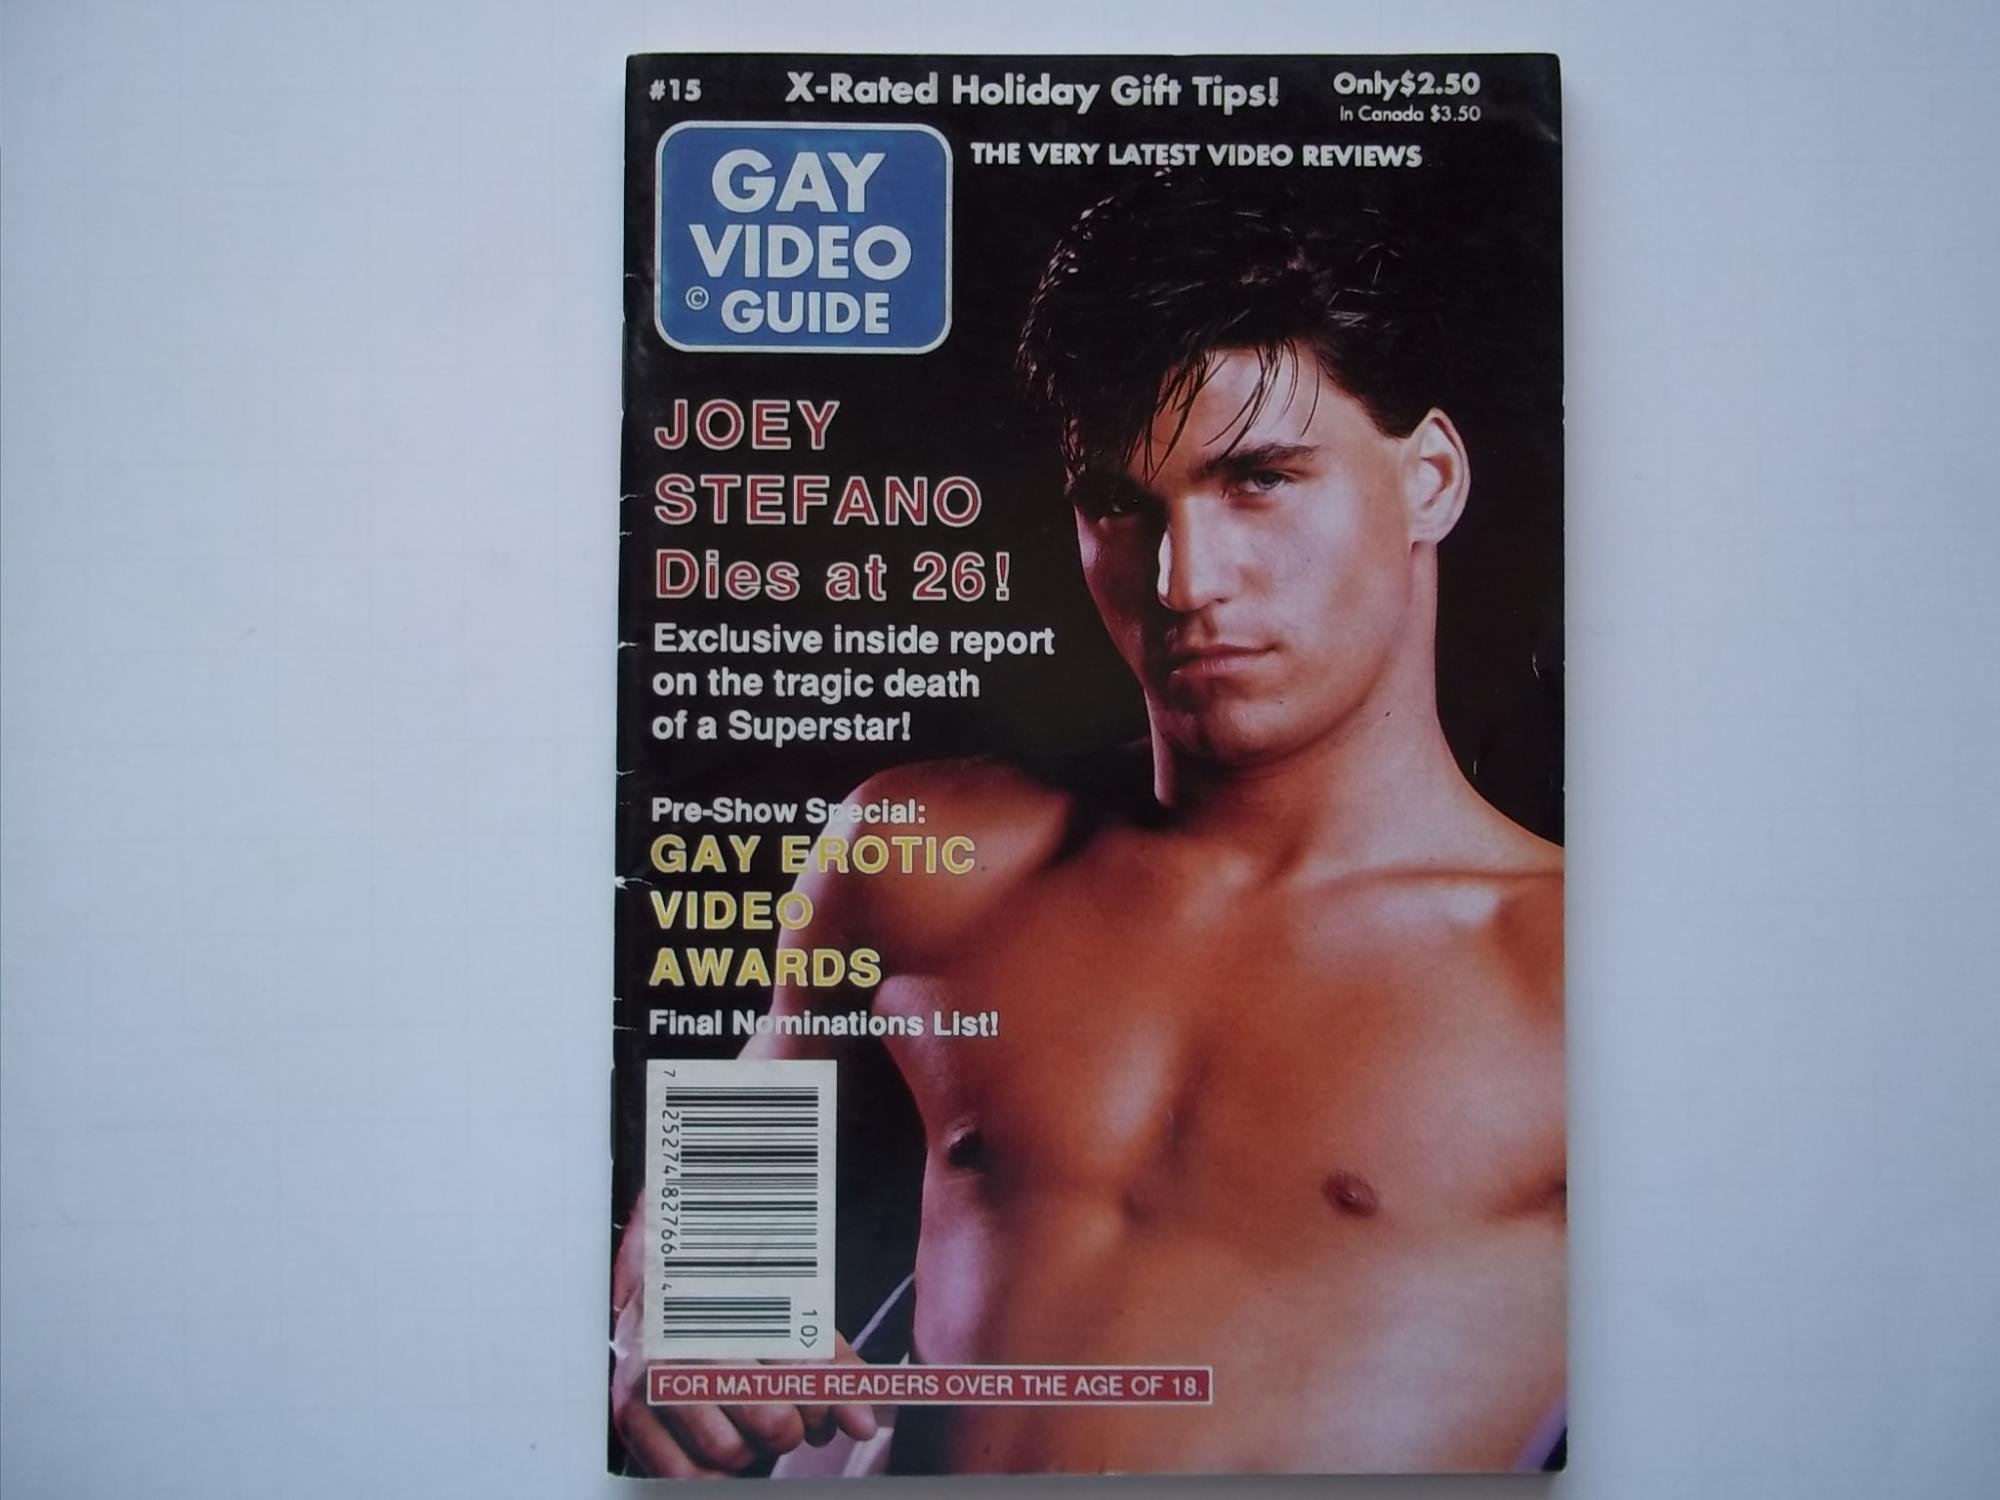 #15 X-Rated Holiday Gift Tips! Only $2.50
In Canada $3.50
THE VERY LATEST VIDEO REVIEWS
GAY
VIDEO
© GUIDE
JOEY
STEFANO
Dies at 26!
Exclusive inside report
on the tragic death
of a Superstar!
Pre-Show Special:
GAY EROTIC
VIDEO
AWARDS
Final Nominations List!
7 25274 82766 4
10>
FOR MATURE READERS OVER THE AGE OF 18.